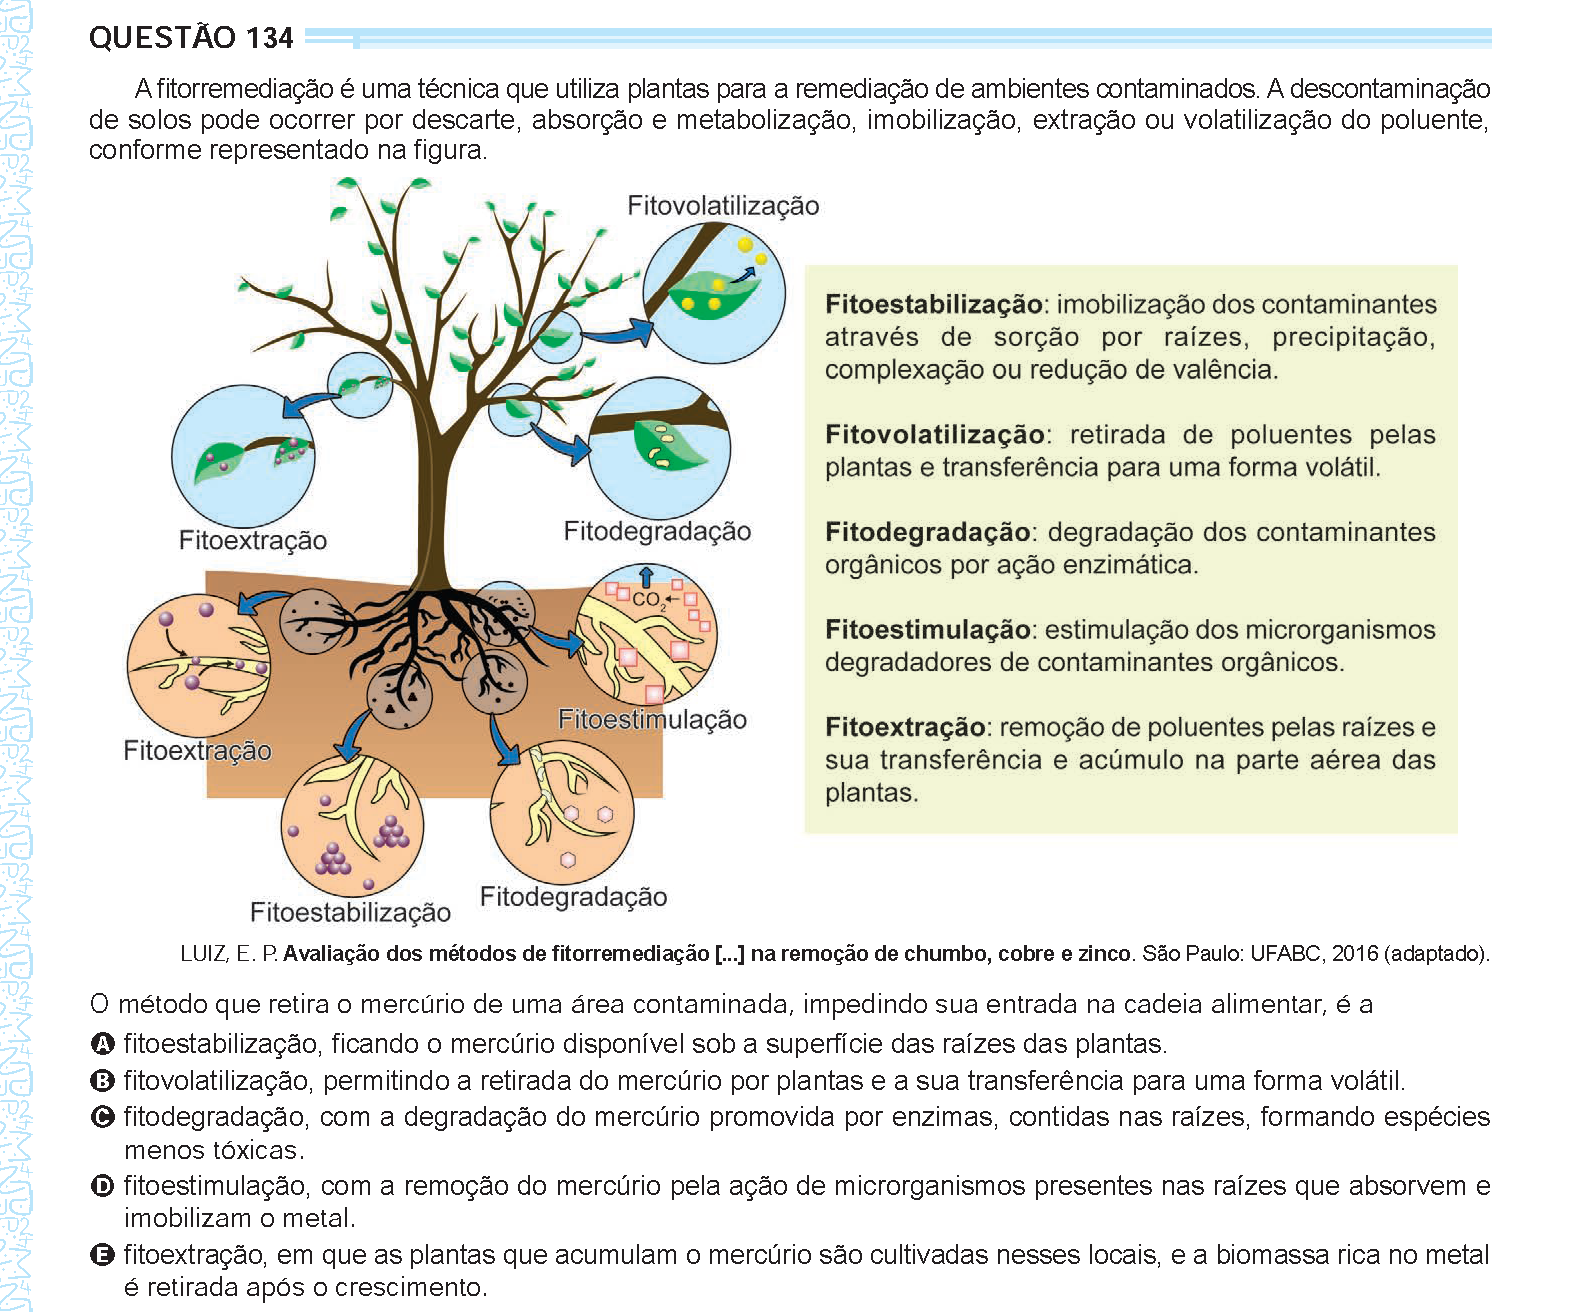 QUESTÃO 134
A fitorremediação é uma técnica que utiliza plantas para a remediação de ambientes contaminados. A descontaminação
de solos pode ocorrer por descarte, absorção e metabolização, imobilização, extração ou volatilização do poluente,
conforme representado na figura.
Fitovolatilização
Fitoextração
Fitodegradação
CO2
Fitoestimulação
Fitoextração
Fitodegradação
Fitoestabilização
Fitoestabilização: imobilização dos contaminantes
através de sorção por raízes, precipitação,
complexação ou redução de valência.
Fitovolatilização: retirada de poluentes pelas
plantas e transferência para uma forma volátil.
Fitodegradação: degradação dos contaminantes
orgânicos por ação enzimática.
Fitoestimulação: estimulação dos microrganismos
degradadores de contaminantes orgânicos.
Fitoextração: remoção de poluentes pelas raízes e
sua transferência e acúmulo na parte aérea das
plantas.
LUIZ, E. P. Avaliação dos métodos de fitorremediação [...] na remoção de chumbo, cobre e zinco. São Paulo: UFABC, 2016 (adaptado).
O método que retira o mercúrio de uma área contaminada, impedindo sua entrada na cadeia alimentar, é a
A fitoestabilização, ficando o mercúrio disponível sob a superfície das raízes das plantas.
B fitovolatilização, permitindo a retirada do mercúrio por plantas e a sua transferência para uma forma volátil.
C fitodegradação, com a degradação do mercúrio promovida por enzimas, contidas nas raízes, formando espécies
menos tóxicas.
D fitoestimulação, com a remoção do mercúrio pela ação de microrganismos presentes nas raízes que absorvem e
imobilizam o metal.
E fitoextração, em que as plantas que acumulam o mercúrio são cultivadas nesses locais, e a biomassa rica no metal
é retirada após o crescimento.